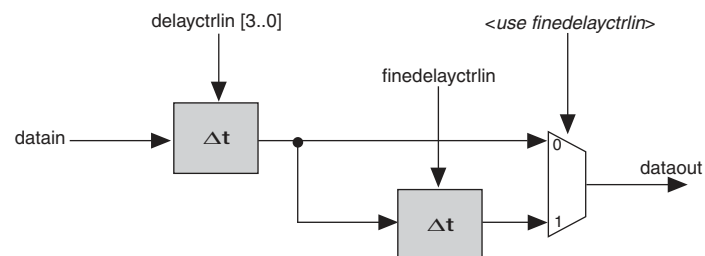 delayctrlin [3..0]
<use finedelayctrlin>
finedelayctrlin
datain
Δt
0
dataout
1
Δt